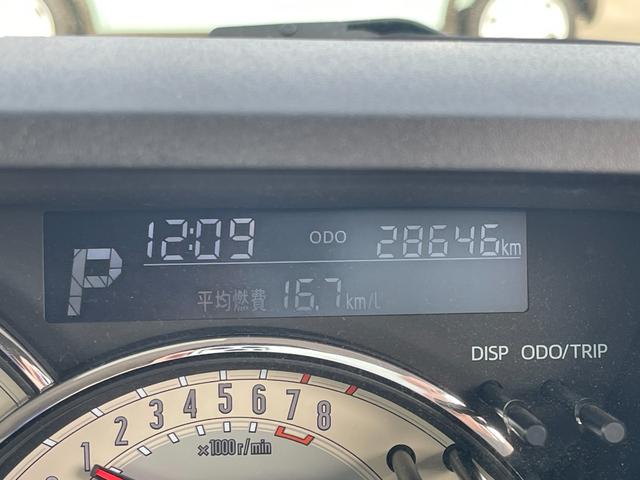 12:09 ODO 28646km
P
平均燃費 16.7km/L
DISP ODO/TRIP
1 2 3 4 5 6 7 8
×1000r/min